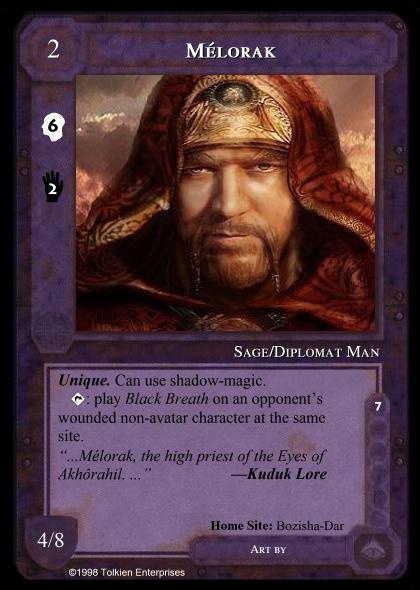 2
MÉLORAK
6
2
SAGE/DIPLOMAT MAN
Unique. Can use shadow-magic.
: play Black Breath on an opponent's
wounded non-avatar character at the same
site.
7
"...Mélorak, the high priest of the Eyes of
Akhôrahil. ..." —Kuduk Lore
Home Site: Bozisha-Dar
4/8
ART BY
©1998 Tolkien Enterprises